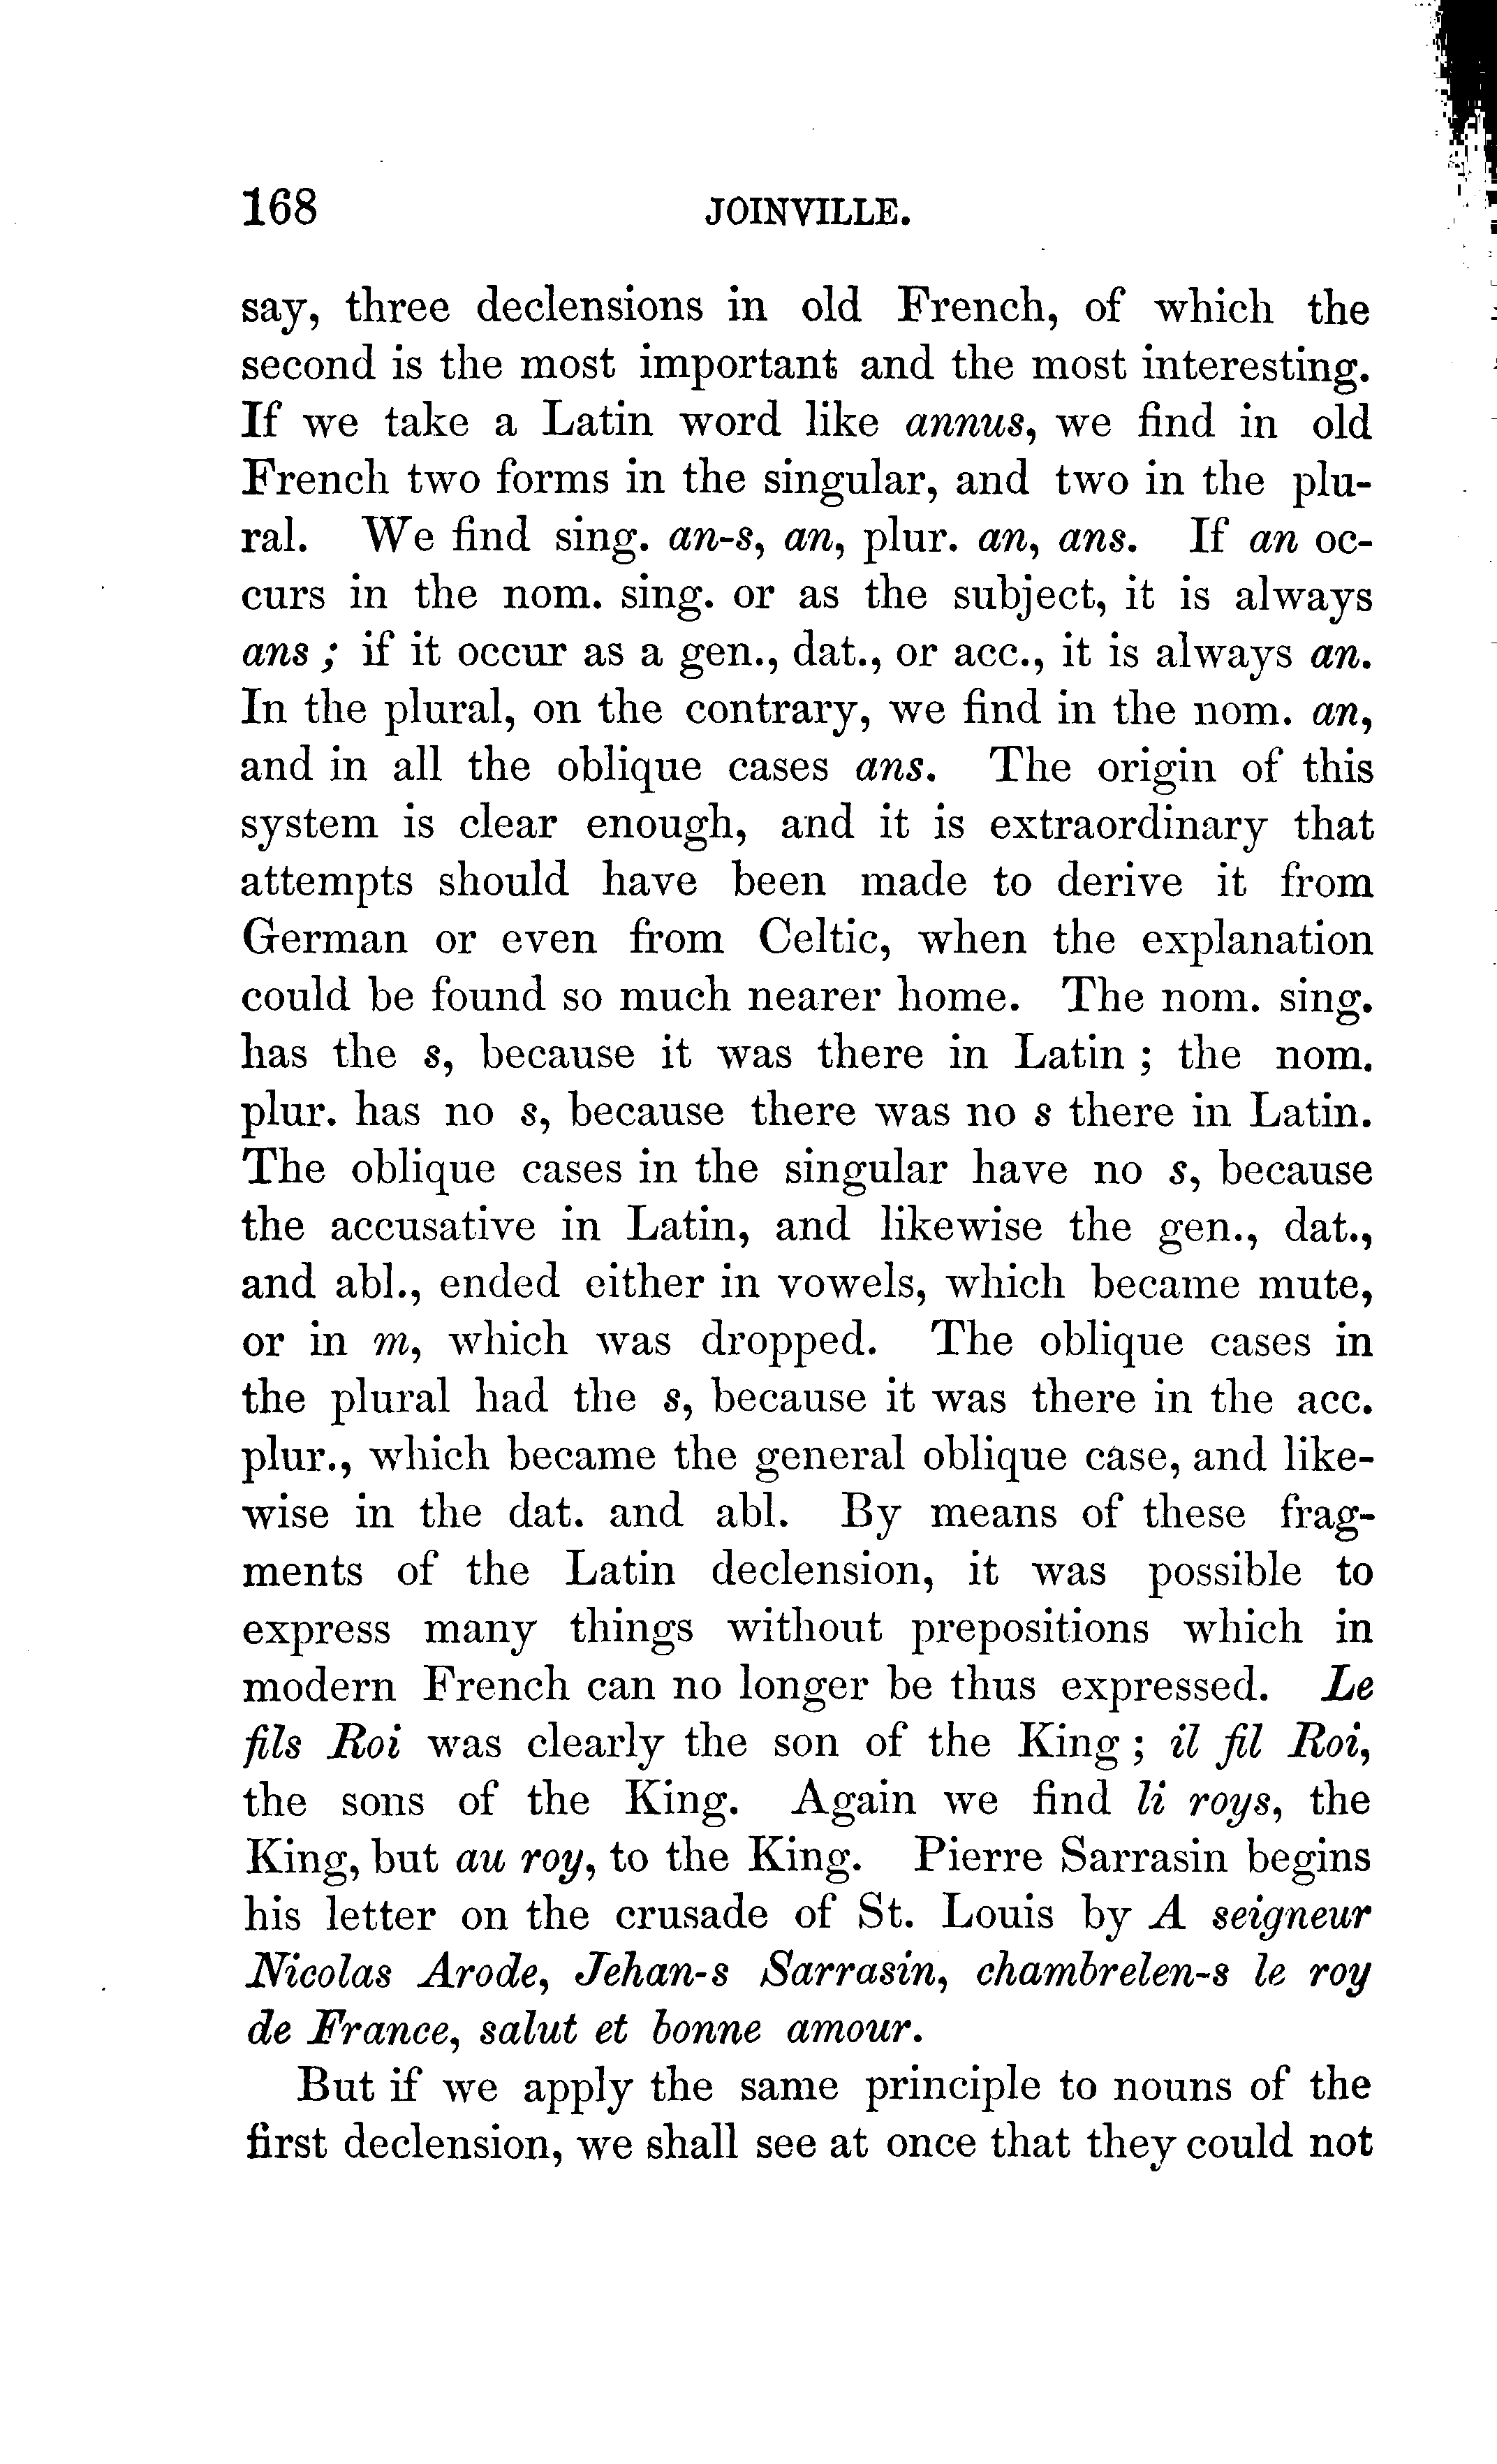 168 JOINVILLE.
say, three declensions in old French, of which the
second is the most important and the most interesting.
If we take a Latin word like annus, we find in old
French two forms in the singular, and two in the plu-
ral. We find sing. an-s, an, plur. an, ans. If an oc-
curs in the nom. sing. or as the subject, it is always
ans ; if it occur as a gen., dat., or acc., it is always an.
In the plural, on the contrary, we find in the nom. an,
and in all the oblique cases ans. The origin of this
system is clear enough, and it is extraordinary that
attempts should have been made to derive it from
German or even from Celtic, when the explanation
could be found so much nearer home. The nom. sing.
has the s, because it was there in Latin ; the nom.
plur. has no s, because there was no s there in Latin.
The oblique cases in the singular have no s, because
the accusative in Latin, and likewise the gen., dat.,
and abl., ended either in vowels, which became mute,
or in m, which was dropped. The oblique cases in
the plural had the s, because it was there in the acc.
plur., which became the general oblique case, and like-
wise in the dat. and abl. By means of these frag-
ments of the Latin declension, it was possible to
express many things without prepositions which in
modern French can no longer be thus expressed. Le
fils Roi was clearly the son of the King ; il fil Roi,
the sons of the King. Again we find li roys, the
King, but au roy, to the King. Pierre Sarrasin begins
his letter on the crusade of St. Louis by A seigneur
Nicolas Arode, Jehan-s Sarrasin, chambrelen-s le roy
de France, salut et bonne amour.
But if we apply the same principle to nouns of the
first declension, we shall see at once that they could not